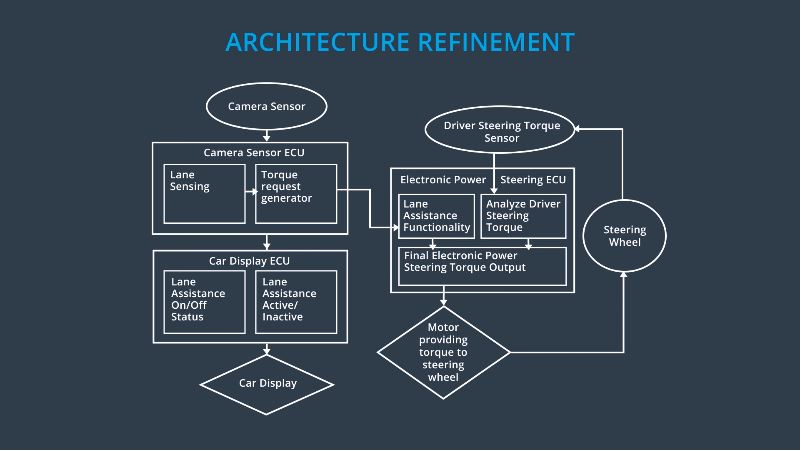 ARCHITECTURE REFINEMENT
Camera Sensor
Camera Sensor ECU
Lane
Sensing
Torque
request
generator
Car Display ECU
Lane
Assistance
On/Off
Status
Lane
Assistance
Active/
Inactive
Car Display
Driver Steering Torque
Sensor
Electronic Power Steering ECU
Lane
Assistance
Functionality
Analyze Driver
Steering
Torque
Final Electronic Power
Steering Torque Output
Motor
providing
torque to
steering
wheel
Steering
Wheel